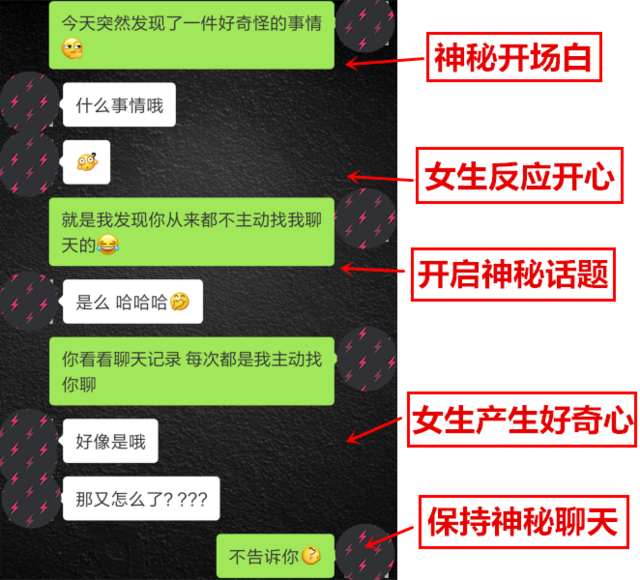 今天突然发现了一件好奇怪的事情
神秘开场白
什么事情哦
女生反应开心
就是我发现你从来都不主动找我聊
天的
开启神秘话题
是么 哈哈哈
你看看聊天记录 每次都是我主动找
你聊
女生产生好奇心
好像是哦
那又怎么了? ???
保持神秘聊天
不告诉你